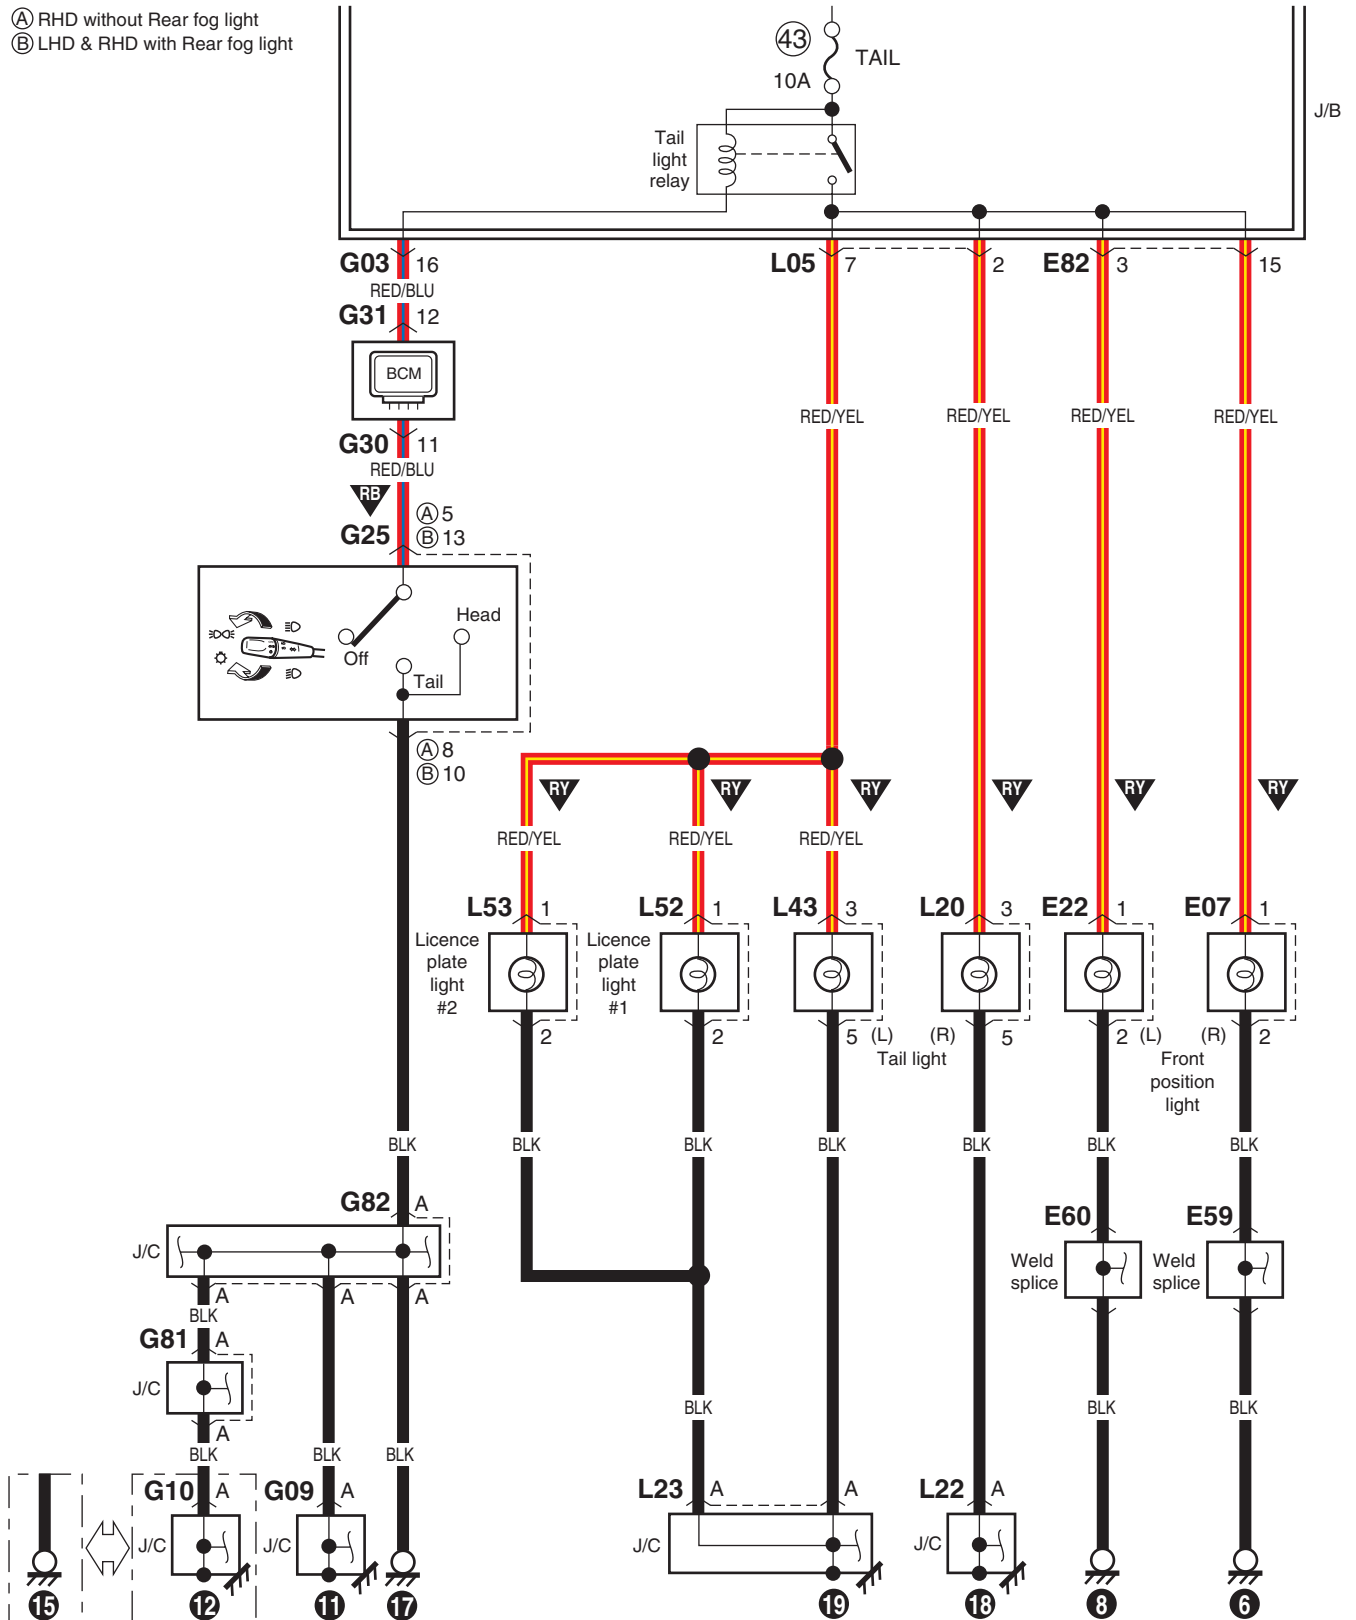 Ⓐ RHD without Rear fog light
Ⓑ LHD & RHD with Rear fog light
43
10A
TAIL
J/B
Tail
light
relay
G03 16
L05 7
2
E82 3
15
RED/BLU
G31 12
BCM
G30 11
RED/BLU
RED/YEL
RED/YEL
RED/YEL
RED/YEL
RB
G25
Ⓐ 5
Ⓑ 13
Head
Off
Tail
Ⓐ 8
Ⓑ 10
RY
RY
RY
RY
RY
RY
RED/YEL
RED/YEL
RED/YEL
L53 1
L52 1
L43 3
L20 3
E22 1
E07 1
Licence
plate
light
#2
Licence
plate
light
#1
2
2
5 (L)
(R) 5
Tail light
2 (L)
(R) 2
Front
position
light
BLK
BLK
BLK
BLK
BLK
BLK
BLK
G82 A
J/C
A
A
A
E60
E59
Weld
splice
Weld
splice
BLK
G81 A
J/C
A
BLK
BLK
BLK
BLK
BLK
BLK
G10 A
G09 A
L23 A
A
L22 A
J/C
J/C
J/C
J/C
15
12
11
17
19
18
8
6